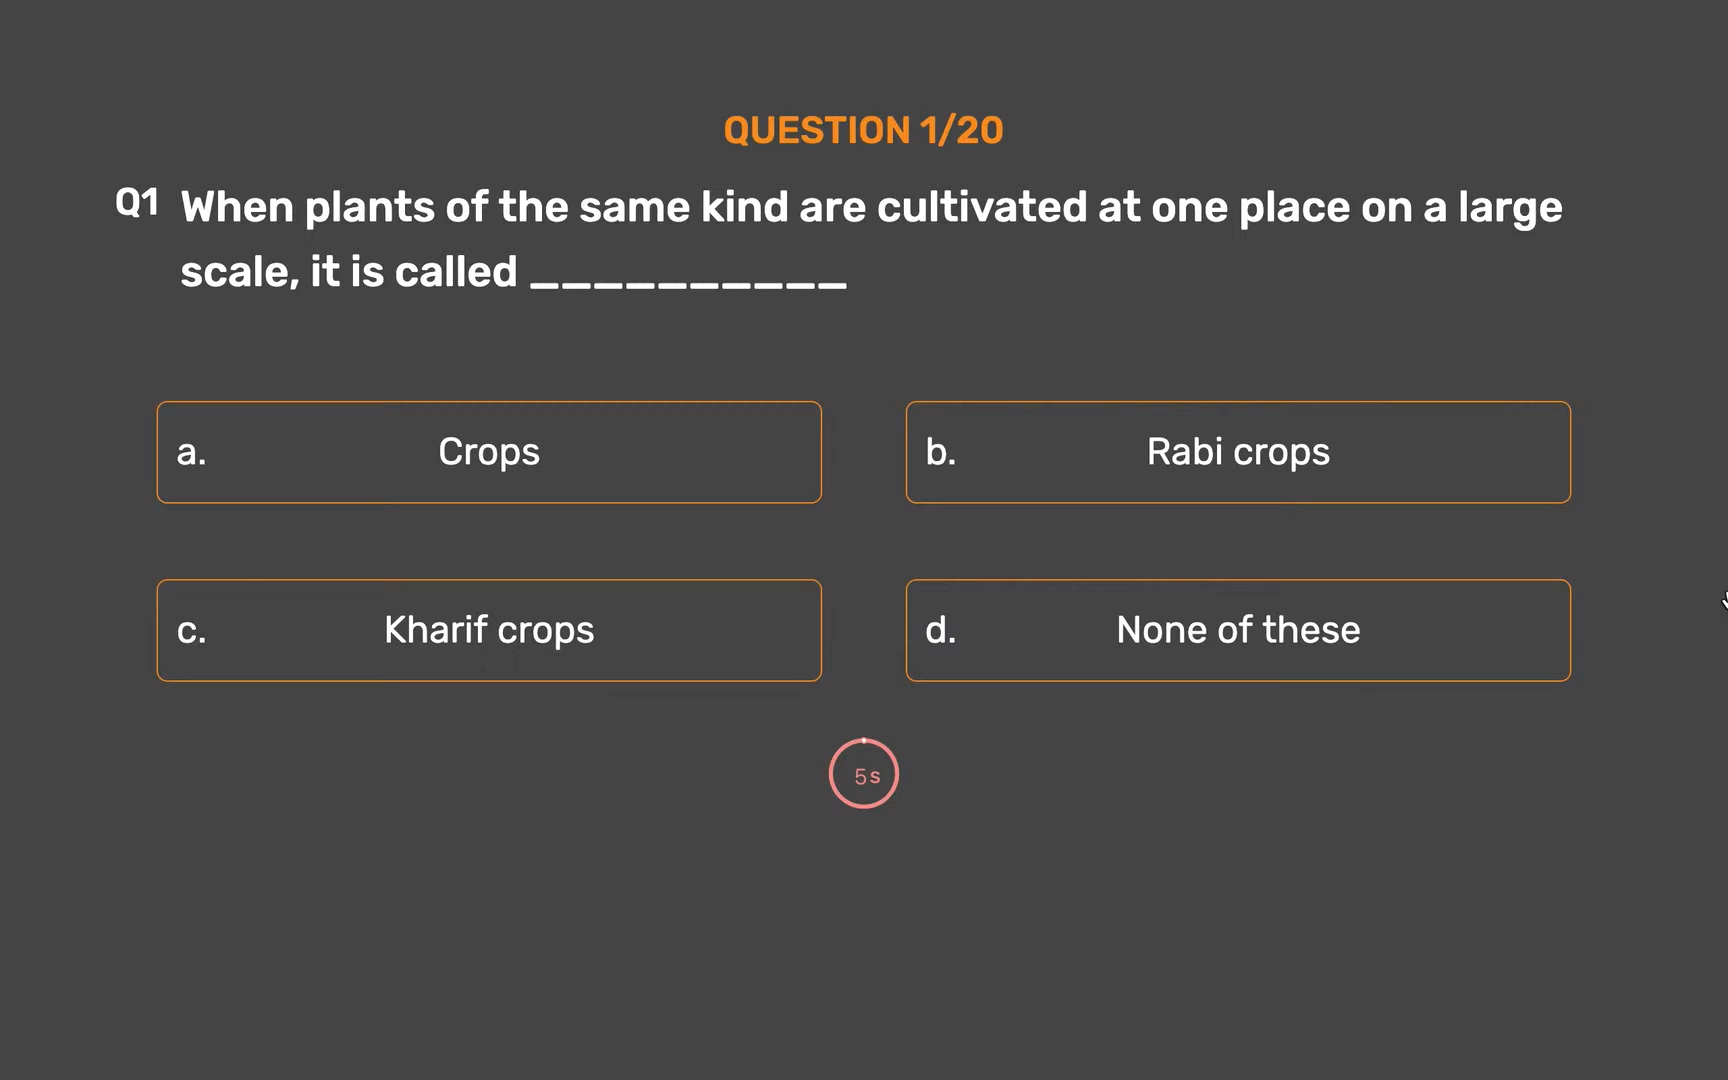 QUESTION 1/20
Q1 When plants of the same kind are cultivated at one place on a large
scale, it is called __________
a. Crops
b. Rabi crops
c. Kharif crops
d. None of these
5s